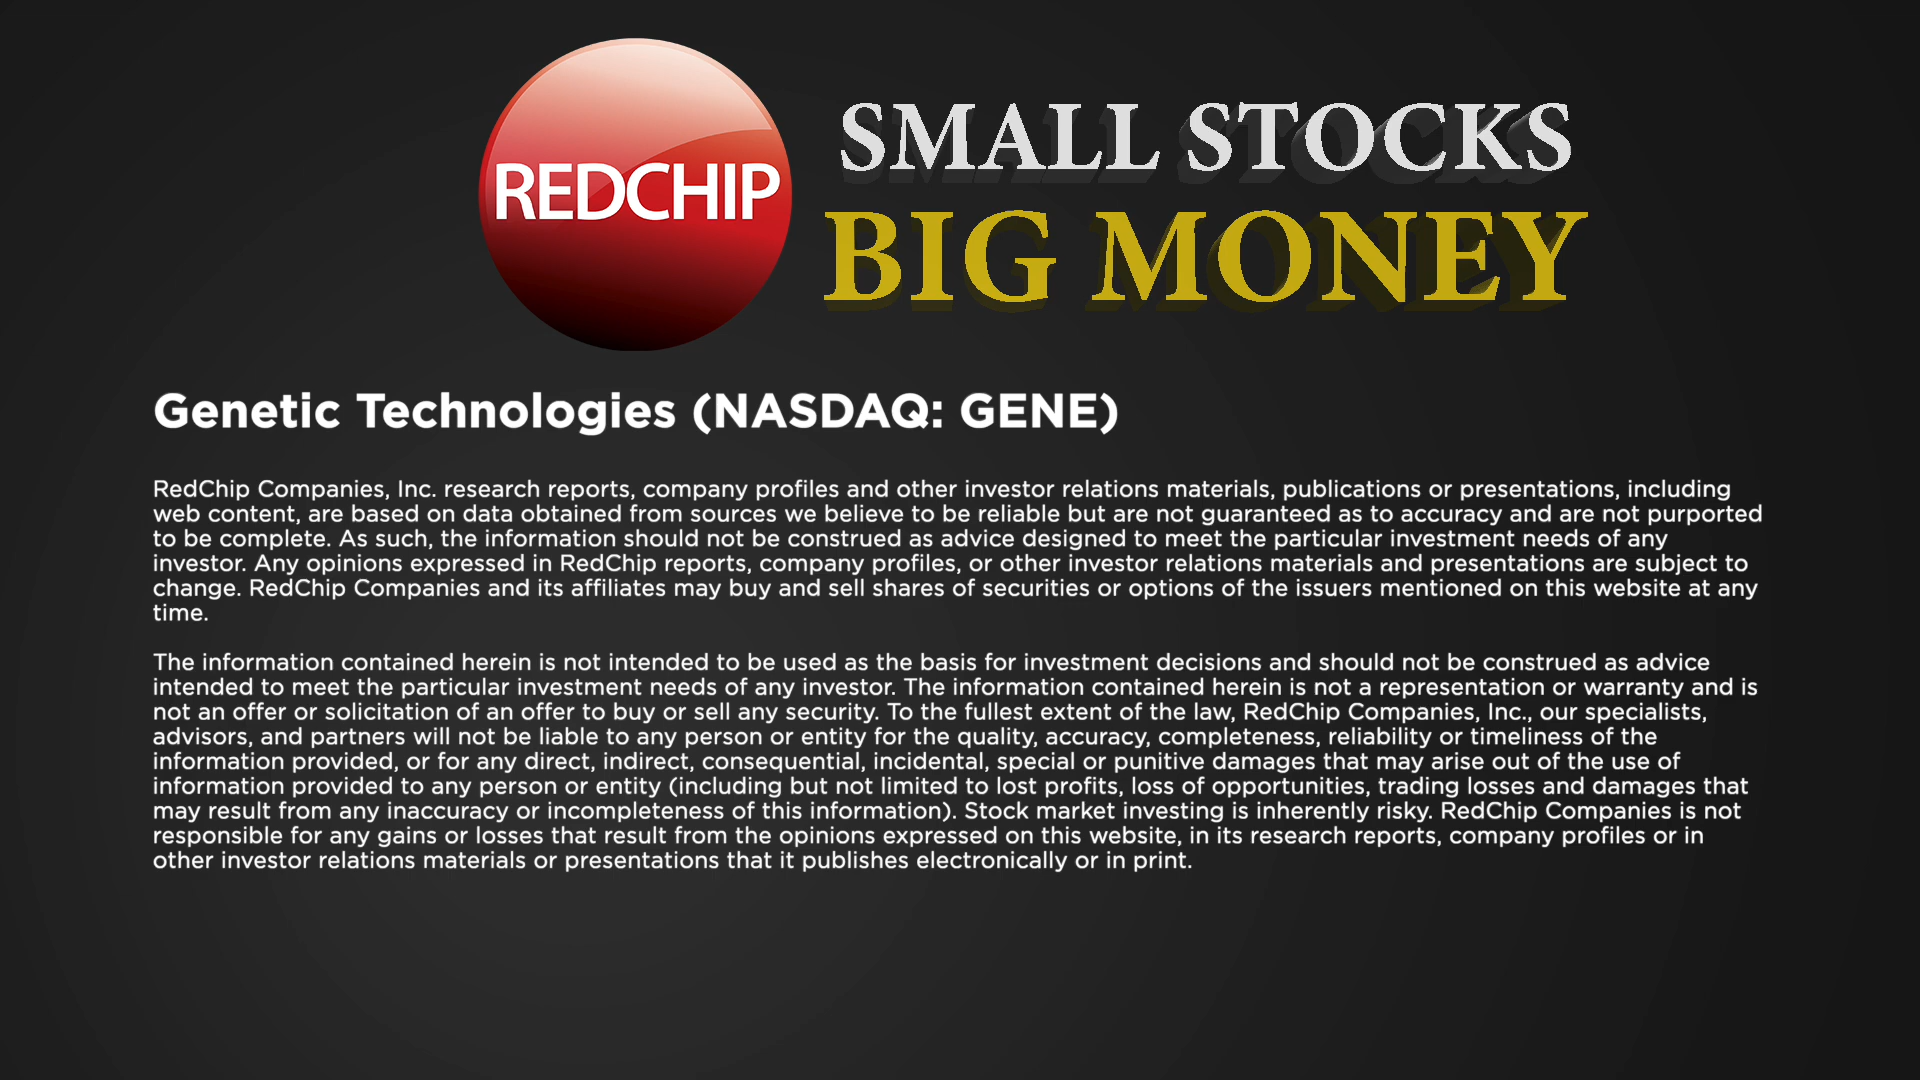 REDCHIP
SMALL STOCKS
BIG MONEY
Genetic Technologies (NASDAQ: GENE)
RedChip Companies, Inc. research reports, company profiles and other investor relations materials, publications or presentations, including
web content, are based on data obtained from sources we believe to be reliable but are not guaranteed as to accuracy and are not purported
to be complete. As such, the information should not be construed as advice designed to meet the particular investment needs of any
investor. Any opinions expressed in RedChip reports, company profiles, or other investor relations materials and presentations are subject to
change. RedChip Companies and its affiliates may buy and sell shares of securities or options of the issuers mentioned on this website at any
time.
The information contained herein is not intended to be used as the basis for investment decisions and should not be construed as advice
intended to meet the particular investment needs of any investor. The information contained herein is not a representation or warranty and is
not an offer or solicitation of an offer to buy or sell any security. To the fullest extent of the law, RedChip Companies, Inc., our specialists,
advisors, and partners will not be liable to any person or entity for the quality, accuracy, completeness, reliability or timeliness of the
information provided, or for any direct, indirect, consequential, incidental, special or punitive damages that may arise out of the use of
information provided to any person or entity (including but not limited to lost profits, loss of opportunities, trading losses and damages that
may result from any inaccuracy or incompleteness of this information). Stock market investing is inherently risky. RedChip Companies is not
responsible for any gains or losses that result from the opinions expressed on this website, in its research reports, company profiles or in
other investor relations materials or presentations that it publishes electronically or in print.